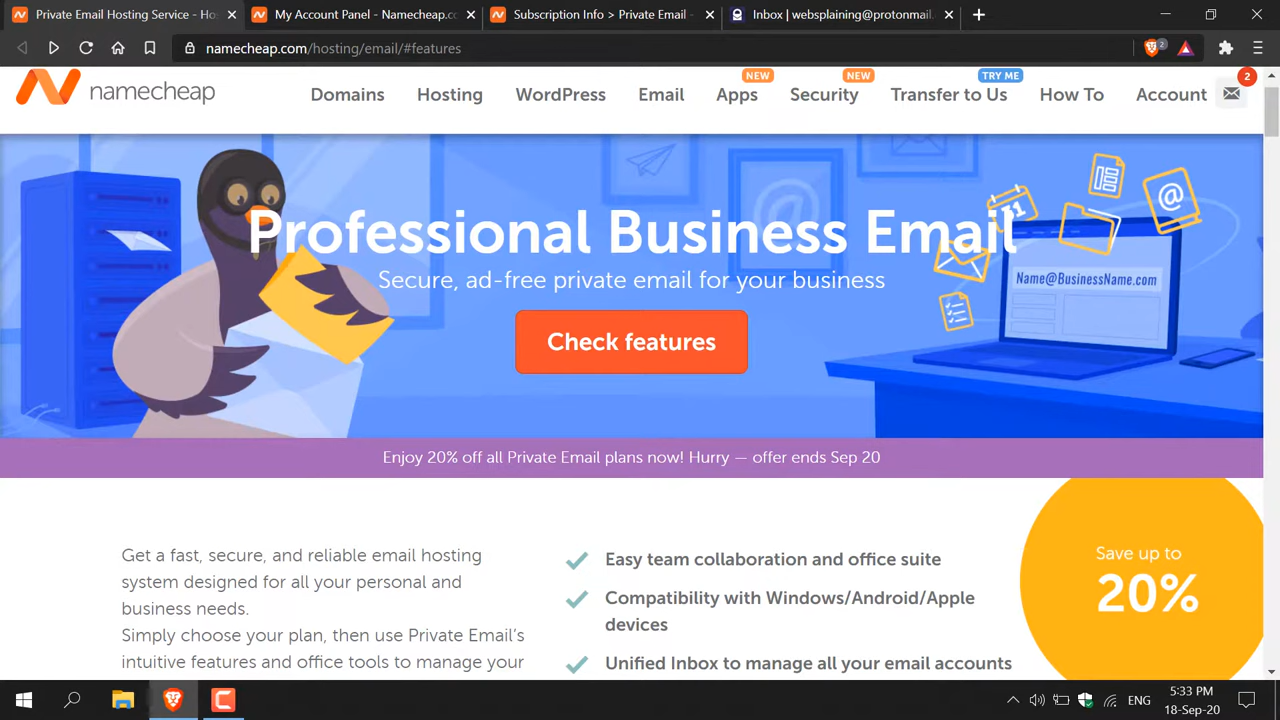 Private Email Hosting Service - Ho
My Account Panel - Namecheap.co
Subscription Info > Private Email -
Inbox | websplaining@protonmail.
namecheap.com/hosting/email/#features
2
namecheap
Domains
Hosting
WordPress
Email
NEW
Apps
NEW
Security
TRY ME
Transfer to Us
How To
Account
2
Professional Business Email
Secure, ad-free private email for your business
Check features
31
@
@
Name@BusinessName.com
Enjoy 20% off all Private Email plans now! Hurry — offer ends Sep 20
Get a fast, secure, and reliable email hosting
system designed for all your personal and
business needs.
Simply choose your plan, then use Private Email's
intuitive features and office tools to manage your
Easy team collaboration and office suite
Compatibility with Windows/Android/Apple
devices
Unified Inbox to manage all your email accounts
Save up to
20%
ENG
5:33 PM
18-Sep-20